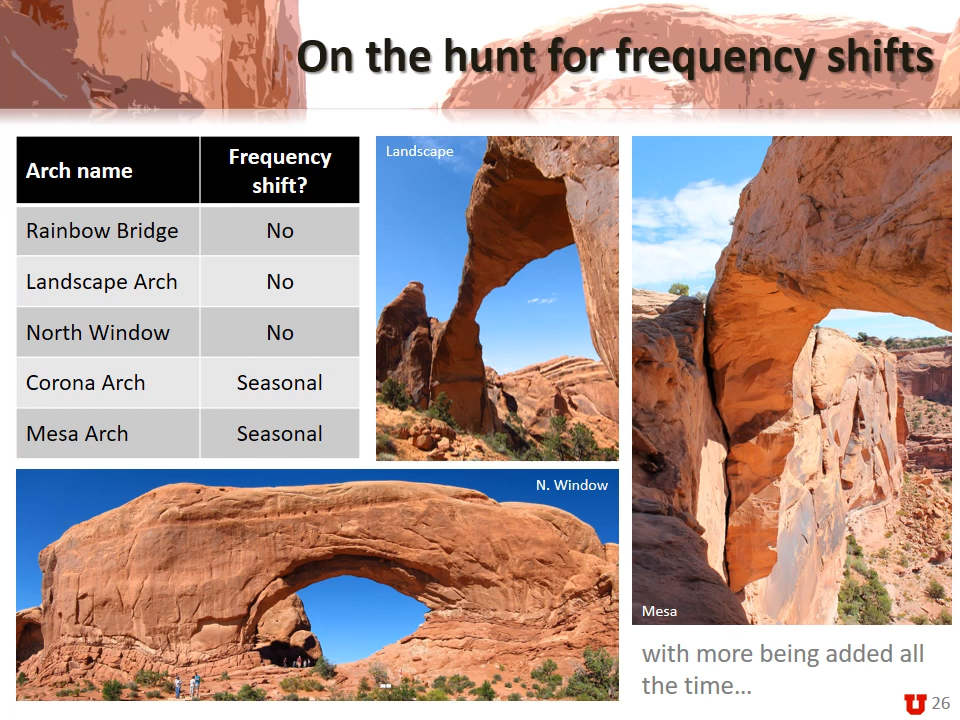 On the hunt for frequency shifts
Arch name
Frequency
shift?
Rainbow Bridge
No
Landscape Arch
No
North Window
No
Corona Arch
Seasonal
Mesa Arch
Seasonal
Landscape
N. Window
Mesa
with more being added all
the time…
U
26